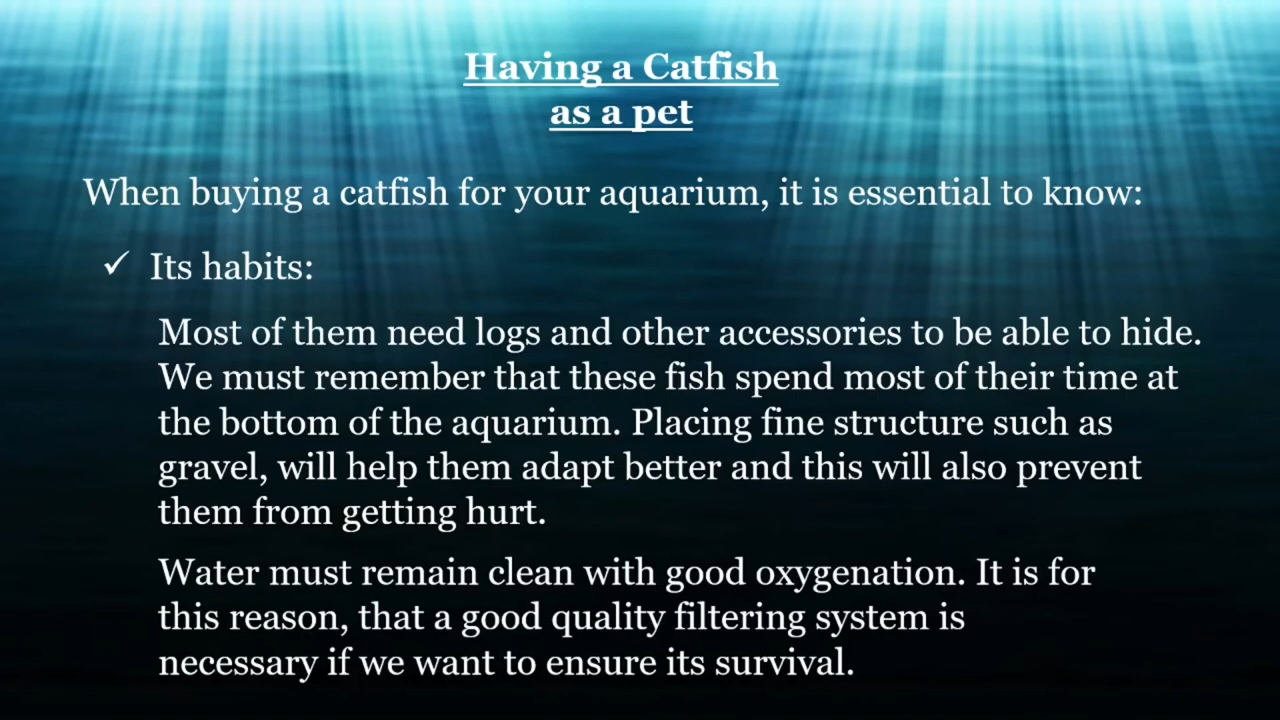 Having a Catfish
as a pet
When buying a catfish for your aquarium, it is essential to know:
✓ Its habits:
Most of them need logs and other accessories to be able to hide.
We must remember that these fish spend most of their time at
the bottom of the aquarium. Placing fine structure such as
gravel, will help them adapt better and this will also prevent
them from getting hurt.
Water must remain clean with good oxygenation. It is for
this reason, that a good quality filtering system is
necessary if we want to ensure its survival.